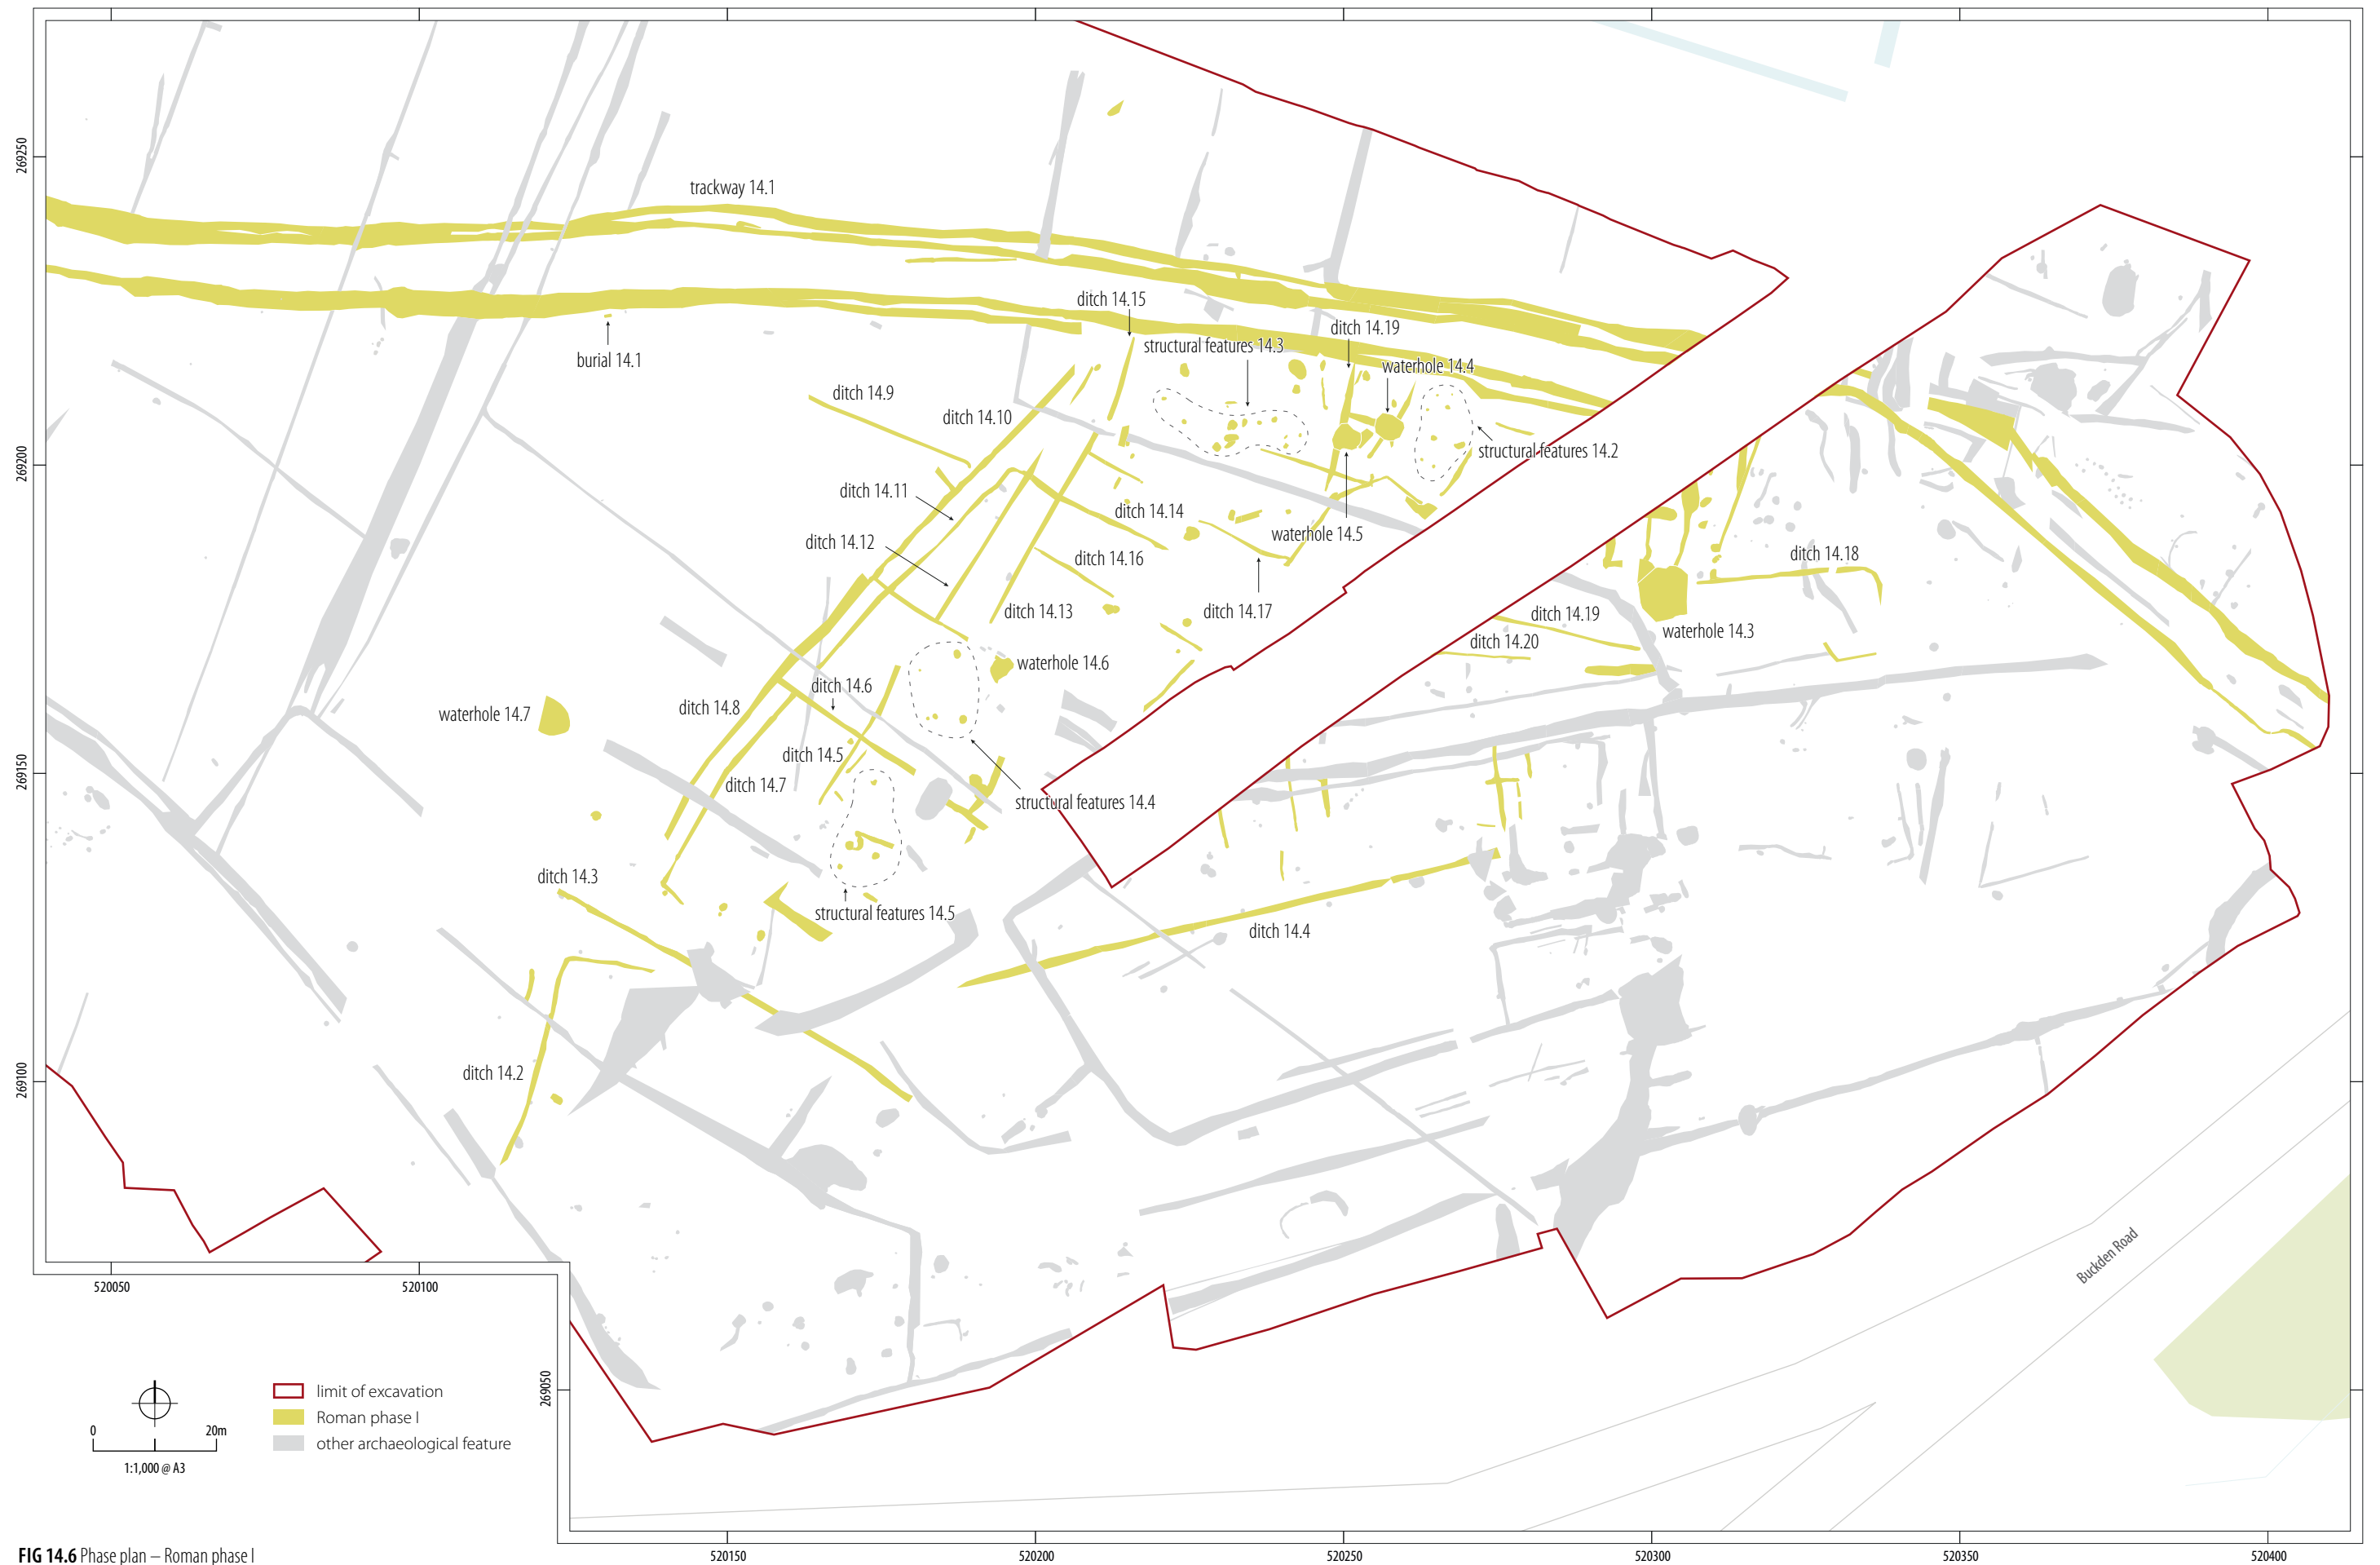 trackway 14.1
269250
burial 14.1
ditch 14.15
ditch 14.19
structural features 14.3
waterhole 14.4
ditch 14.9
ditch 14.10
structural features 14.2
269200
ditch 14.11
ditch 14.14
waterhole 14.5
ditch 14.12
ditch 14.16
ditch 14.18
ditch 14.13
ditch 14.17
ditch 14.19
ditch 14.20
waterhole 14.3
waterhole 14.6
ditch 14.6
ditch 14.8
waterhole 14.7
ditch 14.5
269150
ditch 14.7
structural features 14.4
ditch 14.3
structural features 14.5
ditch 14.4
269100
ditch 14.2
Buckden Road
520050
520100
269050
limit of excavation
Roman phase I
other archaeological feature
0
20m
1:1,000 @ A3
FIG 14.6 Phase plan – Roman phase I
520150
520200
520250
520300
520350
520400